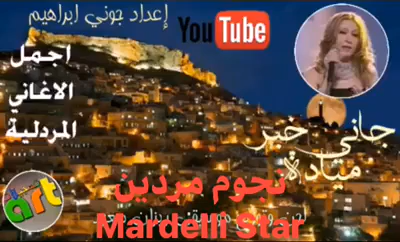 إعداد جوني ابراهيم
YouTube
اجمل
الاغاني
المردلية
جاني خبر
ميادة
نجوم مردين
Mardelli Star
art